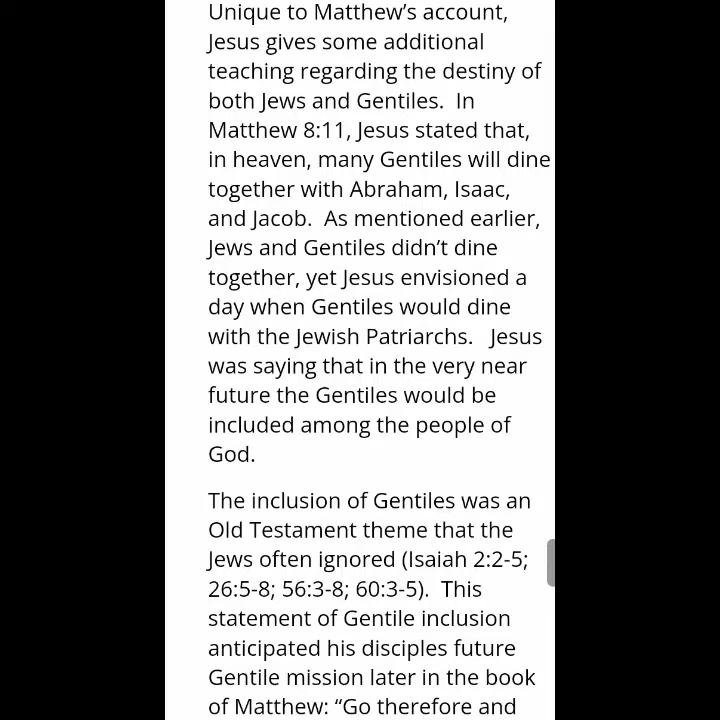 Unique to Matthew’s account,
Jesus gives some additional
teaching regarding the destiny of
both Jews and Gentiles.  In
Matthew 8:11, Jesus stated that,
in heaven, many Gentiles will dine
together with Abraham, Isaac,
and Jacob.  As mentioned earlier,
Jews and Gentiles didn’t dine
together, yet Jesus envisioned a
day when Gentiles would dine
with the Jewish Patriarchs.   Jesus
was saying that in the very near
future the Gentiles would be
included among the people of
God.
The inclusion of Gentiles was an
Old Testament theme that the
Jews often ignored (Isaiah 2:2-5;
26:5-8; 56:3-8; 60:3-5).  This
statement of Gentile inclusion
anticipated his disciples future
Gentile mission later in the book
of Matthew: “Go therefore and